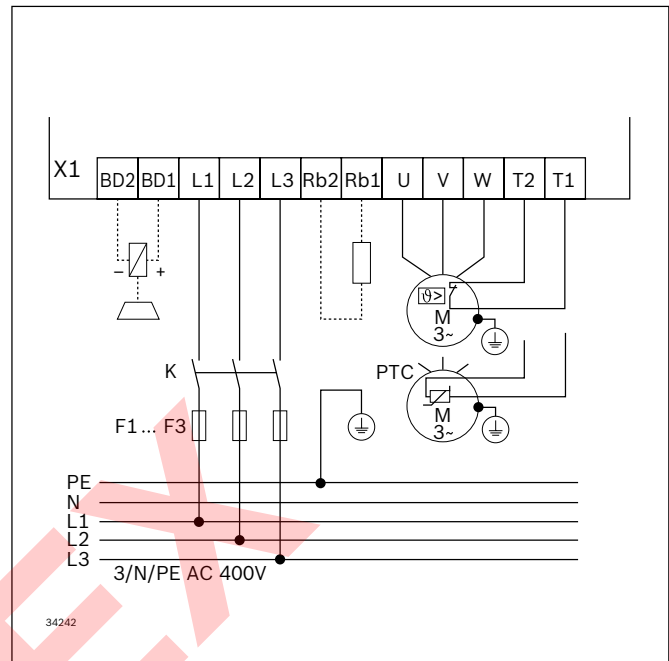 X1 BD2 BD1 L1 L2 L3 Rb2 Rb1 U V W T2 T1
– +
ϑ>
M
3~
K
PTC
F1 ... F3
M
3~
PE
N
L1
L2
L3
3/N/PE AC 400V
34242